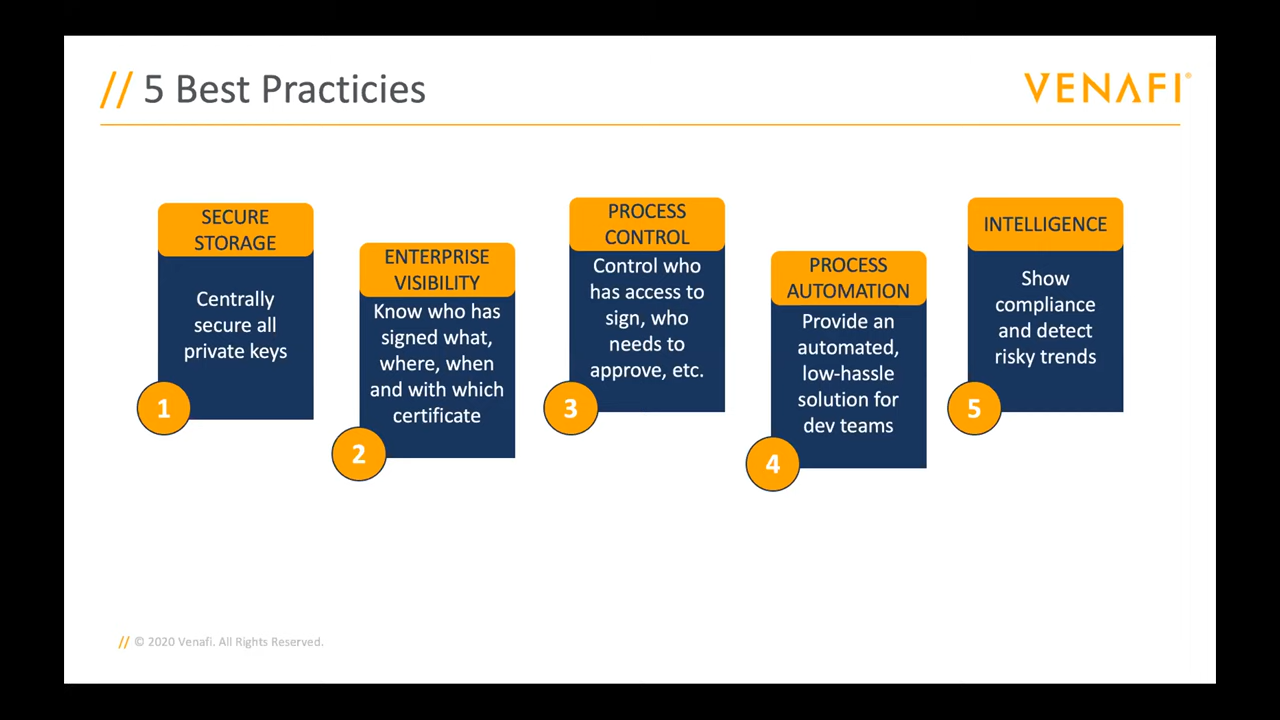 // 5 Best Practicies
VENAFI®
SECURE
STORAGE
Centrally
secure all
private keys
1
ENTERPRISE
VISIBILITY
Know who has
signed what,
where, when
and with which
certificate
2
PROCESS
CONTROL
Control who
has access to
sign, who
needs to
approve, etc.
3
PROCESS
AUTOMATION
Provide an
automated,
low-hassle
solution for
dev teams
4
INTELLIGENCE
Show
compliance
and detect
risky trends
5
// © 2020 Venafi. All Rights Reserved.